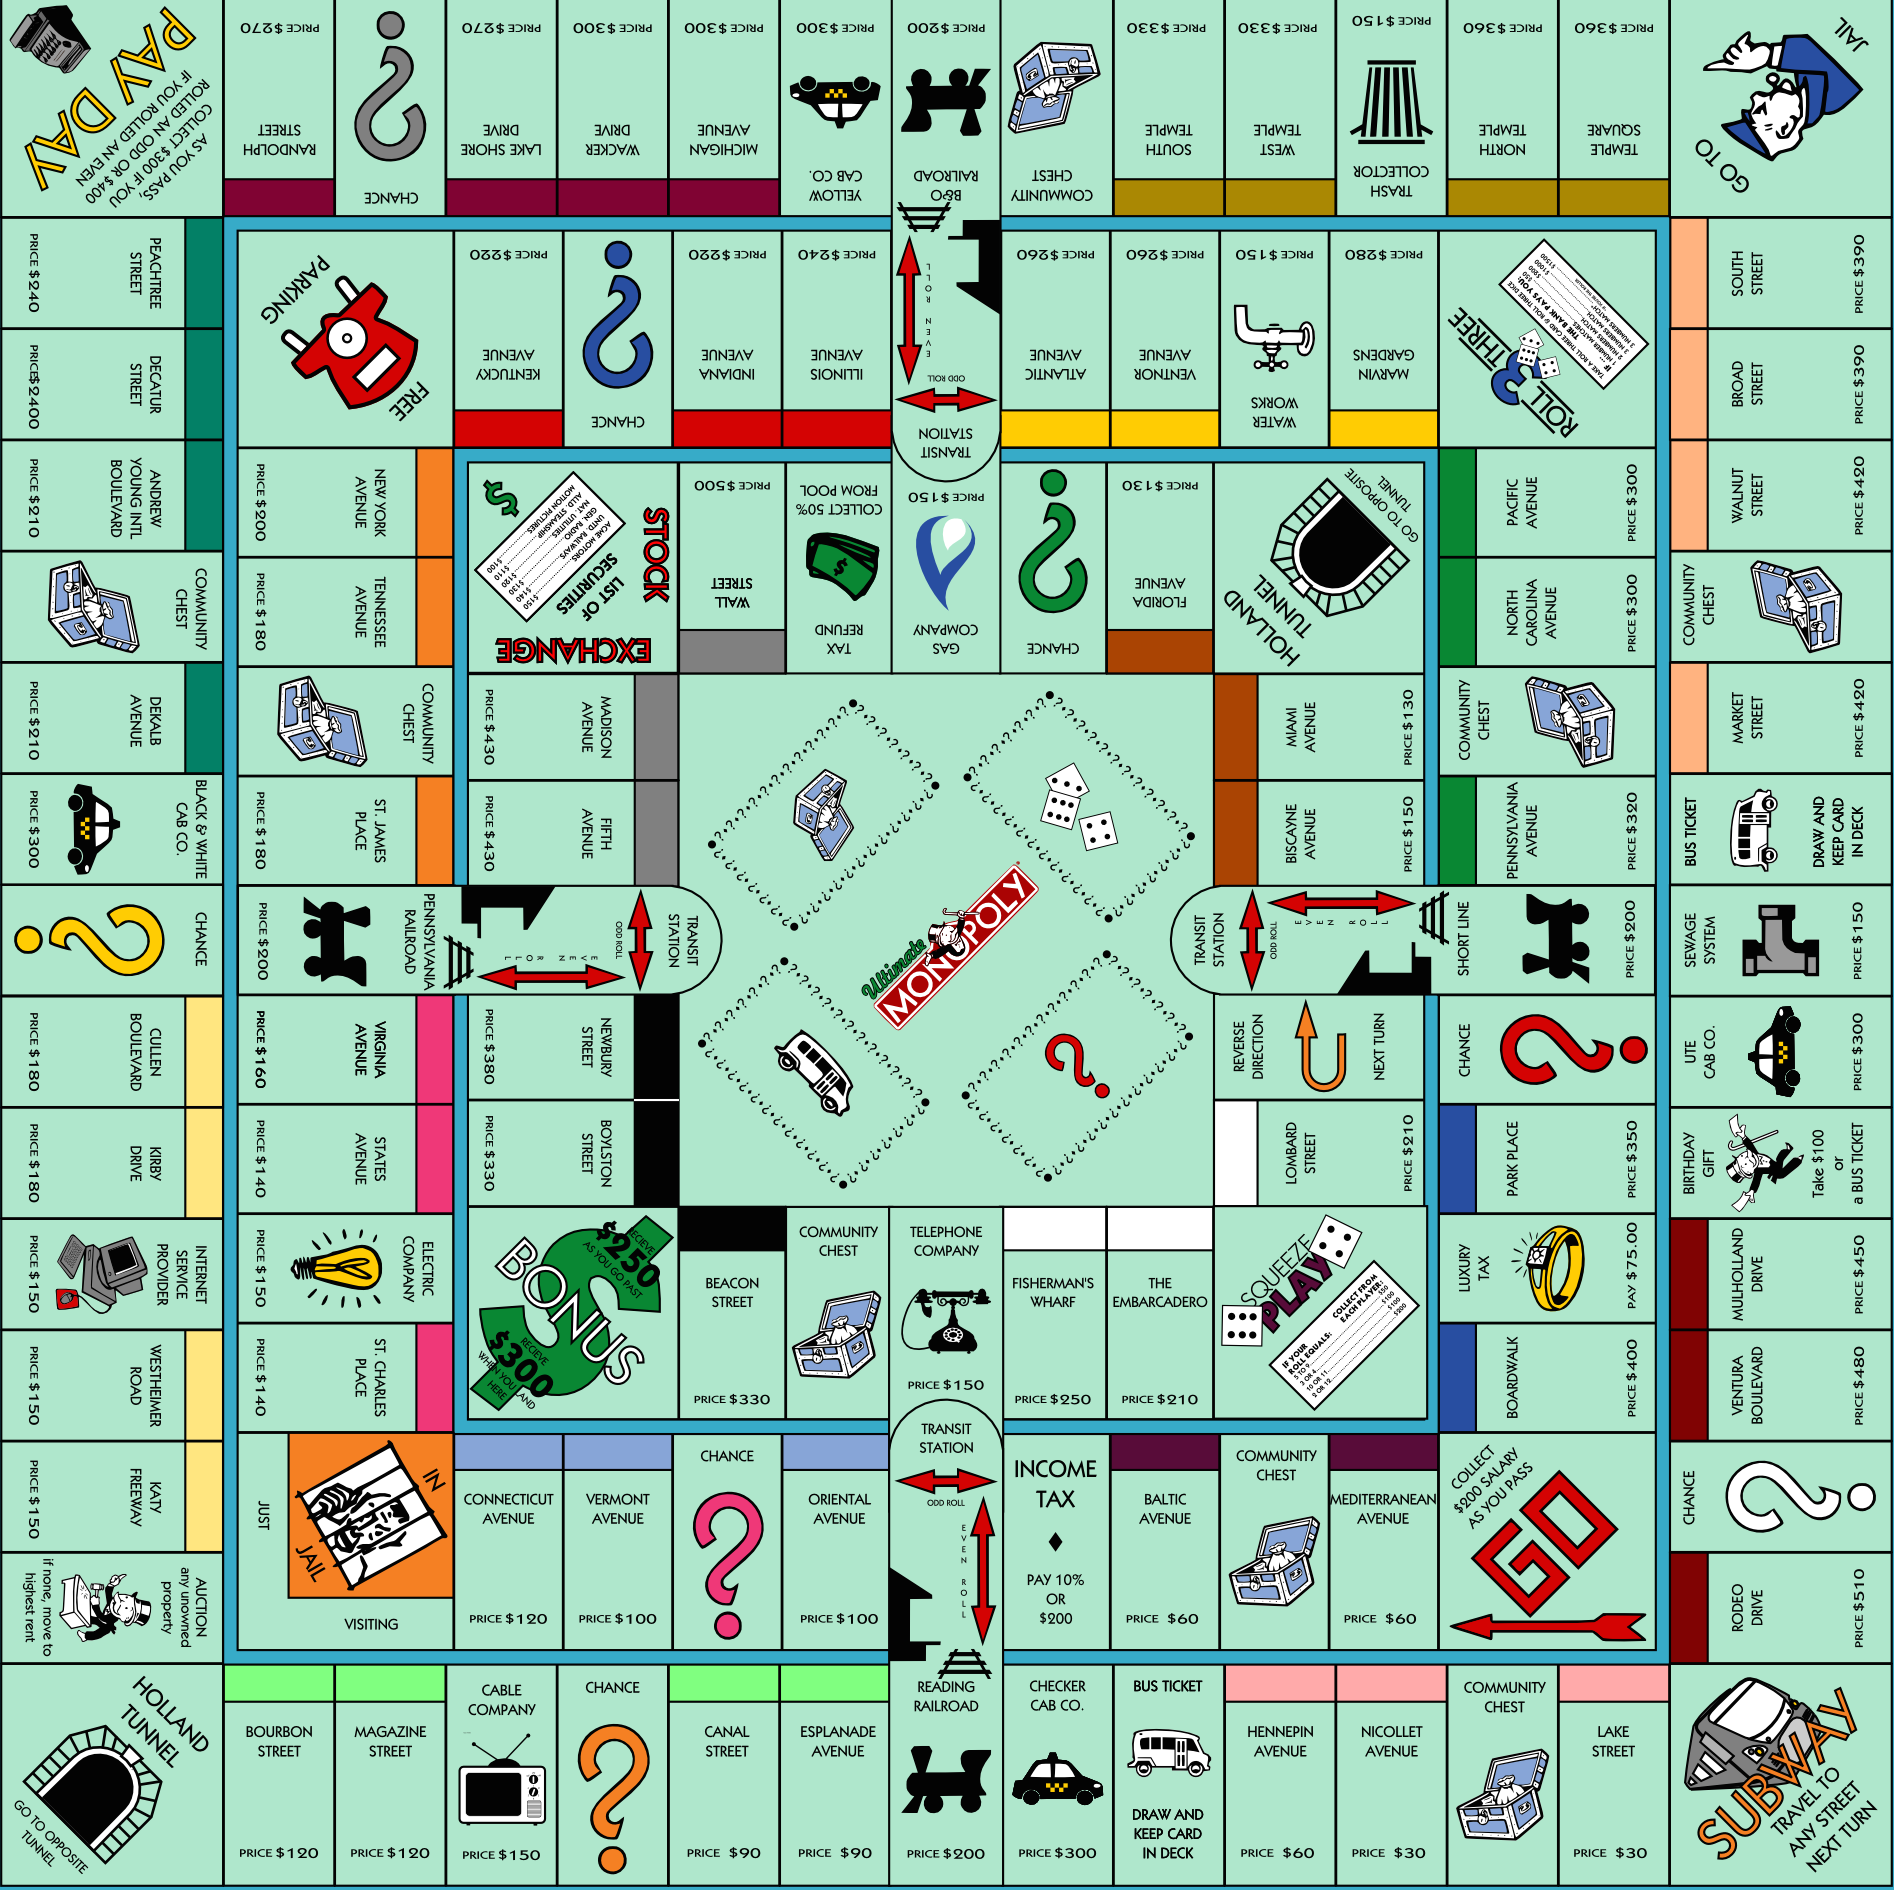 PAY DAY
AS YOU PASS,
COLLECT $300 IF YOU
ROLLED AN ODD OR $400
IF YOU ROLLED AN EVEN
RANDOLPH
STREET
PRICE $270
CHANCE
LAKE SHORE
DRIVE
PRICE $270
WACKER
DRIVE
PRICE $300
MICHIGAN
AVENUE
PRICE $300
YELLOW
CAB CO.
PRICE $300
B&O
RAILROAD
PRICE $200
COMMUNITY
CHEST
SOUTH
TEMPLE
PRICE $330
WEST
TEMPLE
PRICE $330
TRASH
COLLECTOR
PRICE $150
NORTH
TEMPLE
PRICE $360
TEMPLE
SQUARE
PRICE $360
GO TO
JAIL
SOUTH
STREET
PRICE $390
BROAD
STREET
PRICE $390
WALNUT
STREET
PRICE $420
COMMUNITY
CHEST
MARKET
STREET
PRICE $420
BUS TICKET
DRAW AND
KEEP CARD
IN DECK
SEWAGE
SYSTEM
PRICE $150
UTE
CAB CO.
PRICE $300
BIRTHDAY
GIFT
Take $100
or
a BUS TICKET
MULHOLLAND
DRIVE
PRICE $450
VENTURA
BOULEVARD
PRICE $480
CHANCE
RODEO
DRIVE
PRICE $510
SUBWAY
TRAVEL TO
ANY STREET
NEXT TURN
LAKE
STREET
PRICE $30
COMMUNITY
CHEST
NICOLLET
AVENUE
PRICE $30
HENNEPIN
AVENUE
PRICE $60
BUS TICKET
DRAW AND
KEEP CARD
IN DECK
CHECKER
CAB CO.
PRICE $300
READING
RAILROAD
PRICE $200
ESPLANADE
AVENUE
PRICE $90
CANAL
STREET
PRICE $90
CHANCE
CABLE
COMPANY
PRICE $150
MAGAZINE
STREET
PRICE $120
BOURBON
STREET
PRICE $120
HOLLAND
TUNNEL
GO TO OPPOSITE
TUNNEL
AUCTION
any unowned
property
if none, move to
highest rent
KATY
FREEWAY
PRICE $150
WESTHEIMER
ROAD
PRICE $150
INTERNET
SERVICE
PROVIDER
PRICE $150
KIRBY
DRIVE
PRICE $180
CULLEN
BOULEVARD
PRICE $180
CHANCE
BLACK & WHITE
CAB CO.
PRICE $300
DEKALB
AVENUE
PRICE $210
COMMUNITY
CHEST
ANDREW
YOUNG INTL
BOULEVARD
PRICE $210
DECATUR
STREET
PRICE$2400
PEACHTREE
STREET
PRICE $240
FREE
PARKING
KENTUCKY
AVENUE
PRICE $220
CHANCE
INDIANA
AVENUE
PRICE $220
ILLINOIS
AVENUE
PRICE $240
TRANSIT
STATION
ODD ROLL
EVEN ROLL
ATLANTIC
AVENUE
PRICE $260
VENTNOR
AVENUE
PRICE $260
WATER
WORKS
PRICE $150
MARVIN
GARDENS
PRICE $280
ROLL
3
THREE
TAKE A ROLL THREE CARD & ROLL THREE DICE
IF THE BANK PAYS YOU:
PACIFIC
AVENUE
PRICE $300
NORTH
CAROLINA
AVENUE
PRICE $300
COMMUNITY
CHEST
PENNSYLVANIA
AVENUE
PRICE $320
SHORT LINE
PRICE $200
EVEN ROLL
ODD ROLL
TRANSIT
STATION
CHANCE
PARK PLACE
PRICE $350
LUXURY
TAX
PAY $75.00
BOARDWALK
PRICE $400
COLLECT
$200 SALARY
AS YOU PASS
GO
MEDITERRANEAN
AVENUE
PRICE $60
COMMUNITY
CHEST
BALTIC
AVENUE
PRICE $60
INCOME
TAX
PAY 10%
OR
$200
TRANSIT
STATION
ODD ROLL
EVEN ROLL
ORIENTAL
AVENUE
PRICE $100
CHANCE
VERMONT
AVENUE
PRICE $100
CONNECTICUT
AVENUE
PRICE $120
IN
JAIL
JUST
VISITING
ST. CHARLES
PLACE
PRICE $140
ELECTRIC
COMPANY
PRICE $150
STATES
AVENUE
PRICE $140
VIRGINIA
AVENUE
PRICE $160
PENNSYLVANIA
RAILROAD
PRICE $200
EVEN ROLL
ODD ROLL
TRANSIT
STATION
ST. JAMES
PLACE
PRICE $180
COMMUNITY
CHEST
TENNESSEE
AVENUE
PRICE $180
NEW YORK
AVENUE
PRICE $200
STOCK
EXCHANGE
$
LIST OF
SECURITIES
ACME MOTORS $150
UNTD. RAILWAYS $140
GEN. RADIO $130
NAT. UTILITIES $120
ALLD. STEAMSHIP $110
MOTION PICTURES $100
WALL
STREET
PRICE $500
TAX
REFUND
COLLECT 50%
FROM POOL
GAS
COMPANY
PRICE $150
CHANCE
FLORIDA
AVENUE
PRICE $130
HOLLAND
TUNNEL
GO TO OPPOSITE
TUNNEL
MIAMI
AVENUE
PRICE $130
BISCAYNE
AVENUE
PRICE $150
REVERSE
DIRECTION
NEXT TURN
LOMBARD
STREET
PRICE $210
SQUEEZE
PLAY
IF YOUR
ROLL EQUALS:
COLLECT FROM
EACH PLAYER:
5 TO 9 $50
3 OR 4 $100
10 OR 11 $100
2 OR 12 $200
THE
EMBARCADERO
PRICE $210
FISHERMAN'S
WHARF
PRICE $250
TELEPHONE
COMPANY
PRICE $150
COMMUNITY
CHEST
BEACON
STREET
PRICE $330
BONUS
RECIEVE
$250
AS YOU GO PAST
RECIEVE
$300
WHEN YOU LAND
HERE
BOYLSTON
STREET
PRICE $330
NEWBURY
STREET
PRICE $380
FIFTH
AVENUE
PRICE $430
MADISON
AVENUE
PRICE $430
Ultimate
MONOPOLY